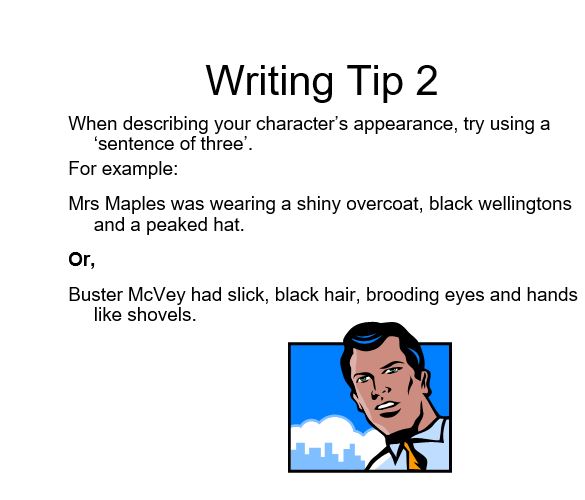 Writing Tip 2
When describing your character’s appearance, try using a
‘sentence of three’.
For example:
Mrs Maples was wearing a shiny overcoat, black wellingtons
and a peaked hat.
Or,
Buster McVey had slick, black hair, brooding eyes and hands
like shovels.